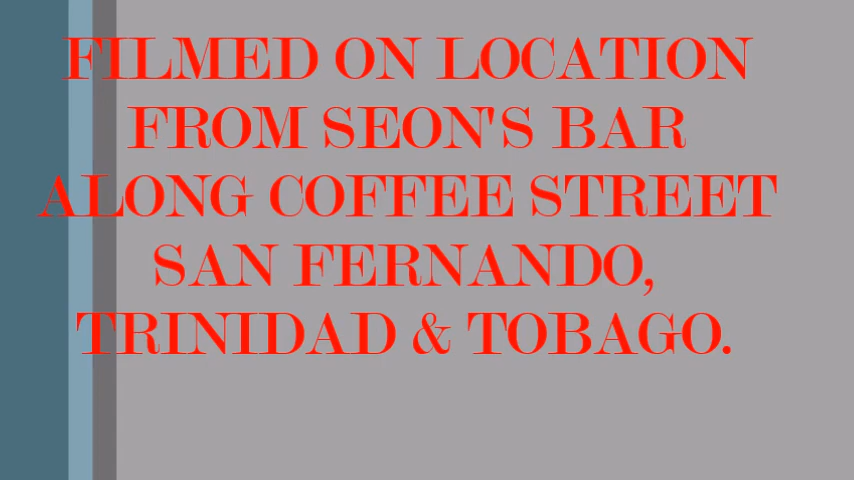 FILMED ON LOCATION
FROM SEON'S BAR
ALONG COFFEE STREET
SAN FERNANDO,
TRINIDAD & TOBAGO.